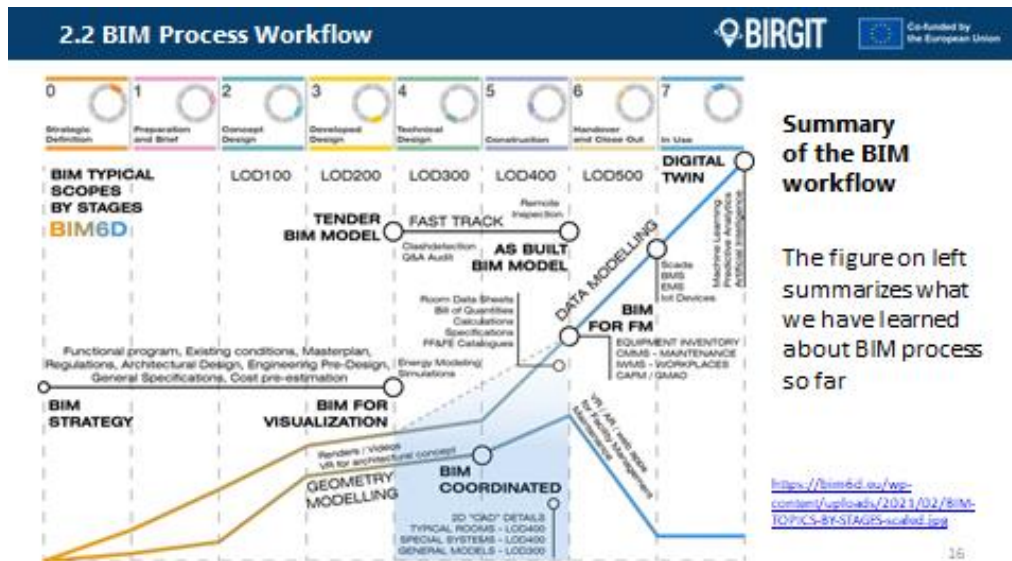 2.2 BIM Process Workflow
BIRGIT
Co-funded by
the European Union
0
Strategic
Definition
1
Preparation
and Brief
2
Concept
Design
3
Developed
Design
4
Technical
Design
5
Construction
6
Handover
and Close Out
7
In Use
BIM TYPICAL
SCOPES
BY STAGES
BIM6D
LOD100
LOD200
LOD300
LOD400
LOD500
DIGITAL
TWIN
TENDER
BIM MODEL
FAST TRACK
Clashdetection
Q&A Audit
Remote
Inspection
AS BUILT
BIM MODEL
DATA MODELLING
Machine Learning
Predictive Analytics
Artificial Intelligence
Scada
BMS
EMS
Iot Devices
BIM
FOR FM
EQUIPMENT INVENTORY
CMMS - MAINTENANCE
IWMS - WORKPLACES
CAFM / GMAO
Room Data Sheets
Bill of Quantities
Calculations
Specifications
FF&FE Catalogues
Functional program, Existing conditions, Masterplan,
Regulations, Architectural Design, Engineering Pre-Design,
General Specifications, Cost pre-estimation
Energy Modeling/
Simulations
BIM
STRATEGY
BIM FOR
VISUALIZATION
Renders / Videos
VR for architectural concept
GEOMETRY
MODELLING
BIM
COORDINATED
2D "CAD" DETAILS
TYPICAL ROOMS - LOD400
SPECIAL SYSTEMS - LOD400
GENERAL MODELS - LOD300
VR / AR / web apps
for Facility Management
Maintenance
Summary
of the BIM
workflow
The figure on left
summarizes what
we have learned
about BIM process
so far
https://bim6d.eu/wp-
content/uploads/2021/02/BIM-
TOPICS-BY-STAGES-scaled.jpg
16